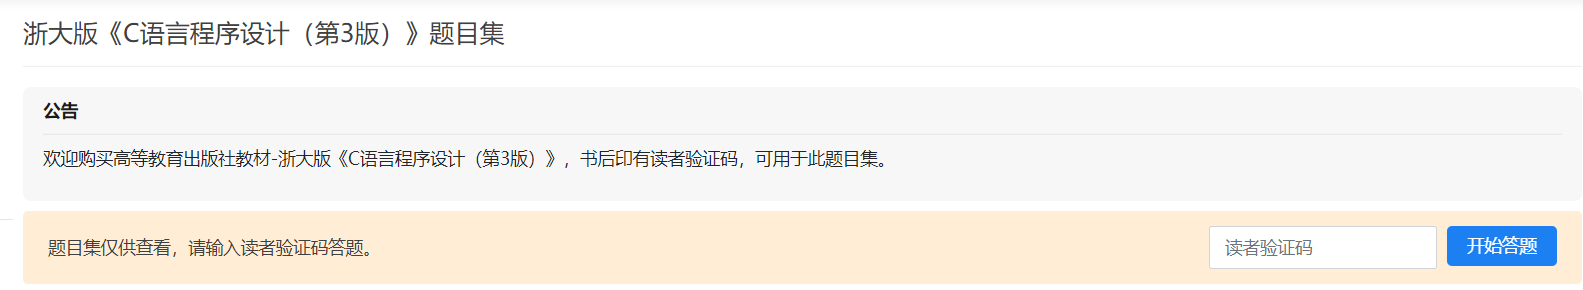 浙大版《C语言程序设计（第3版）》题目集
公告
欢迎购买高等教育出版社教材-浙大版《C语言程序设计（第3版）》，书后印有读者验证码，可用于此题目集。
题目集仅供查看，请输入读者验证码答题。
读者验证码
开始答题